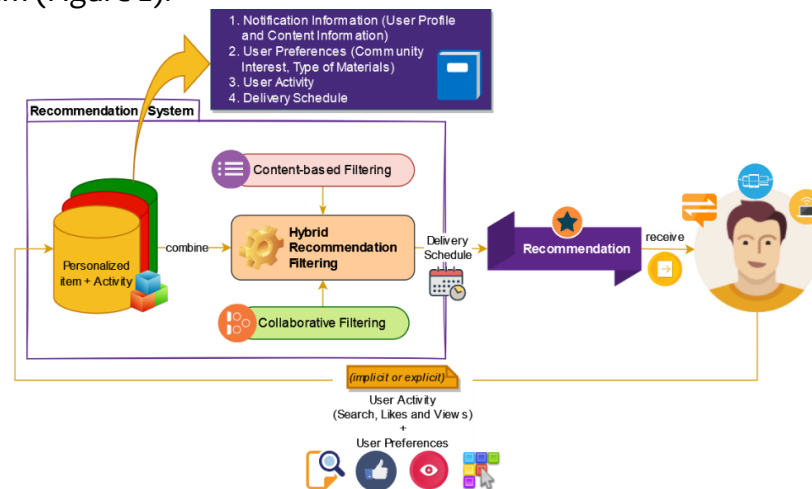 (Figure 2).
1. Notification Information (User Profile
and Content Information)
2. User Preferences (Community
Interest, Type of Materials)
3. User Activity
4. Delivery Schedule
Recommendation System
Content-based Filtering
Personalized
item + Activity
combine
Hybrid
Recommendation
Filtering
Delivery
Schedule
Recommendation
receive
Collaborative Filtering
(implicit or explicit)
User Activity
(Search, Likes and Views)
+
User Preferences